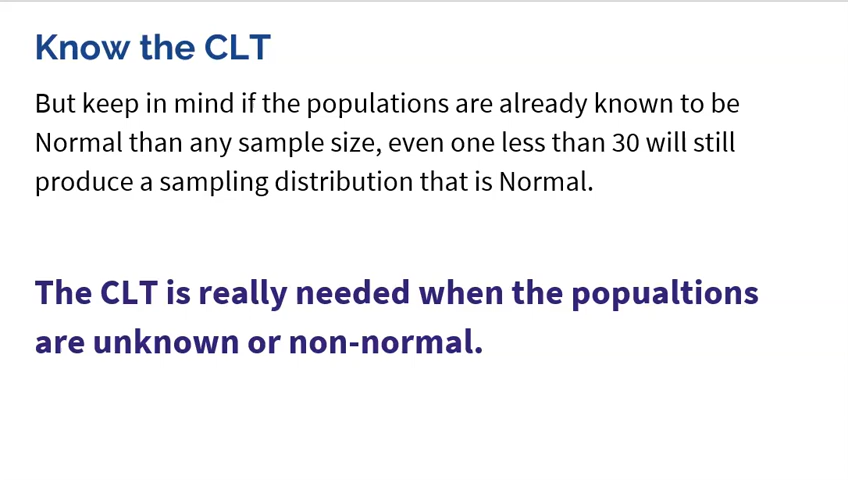 Know the CLT
But keep in mind if the populations are already known to be
Normal than any sample size, even one less than 30 will still
produce a sampling distribution that is Normal.
The CLT is really needed when the popualtions
are unknown or non-normal.